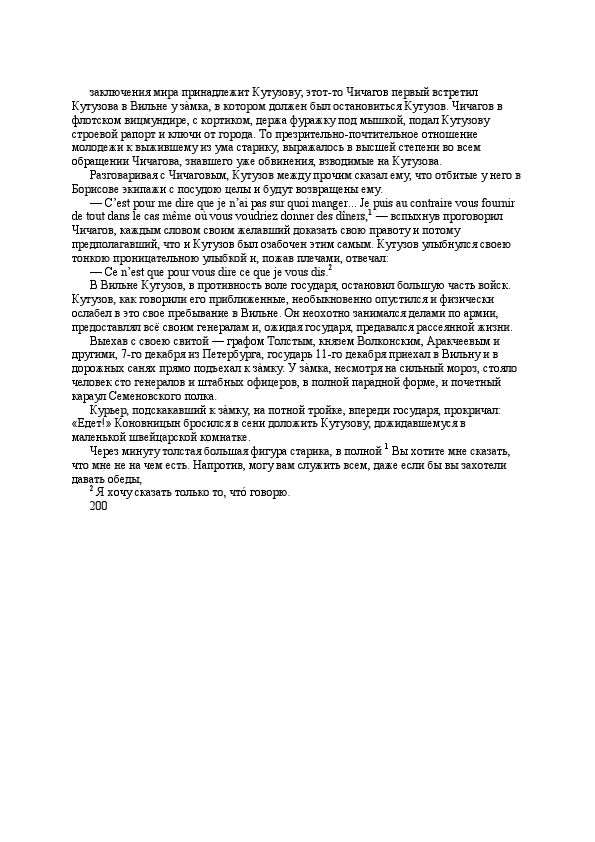 заключения мира принадлежит Кутузову; этот-то Чичагов первый встретил
Кутузова в Вильне у зàмка, в котором должен был остановиться Кутузов. Чичагов в
флотском вицмундире, с кортиком, держа фуражку под мышкой, подал Кутузову
строевой рапорт и ключи от города. То презрительно-почтительное отношение
молодежи к выжившему из ума старику, выражалось в высшей степени во всем
обращении Чичагова, знавшего уже обвинения, взводимые на Кутузова.
Разговаривая с Чичаговым, Кутузов между прочим сказал ему, что отбитые у него в
Борисове экипажи с посудою целы и будут возвращены ему.
— C’est pour me dire que je n’ai pas sur quoi manger... Je puis au contraire vous fournir
de tout dans le cas même où vous voudriez donner des dîners,¹ — вспыхнув проговорил
Чичагов, каждым словом своим желавший доказать свою правоту и потому
предполагавший, что и Кутузов был озабочен этим самым. Кутузов улыбнулся своею
тонкою проницательною улыбкой и, пожав плечами, отвечал:
— Ce n’est que pour vous dire ce que je vous dis.²
В Вильне Кутузов, в противность воле государя, остановил большую часть войск.
Кутузов, как говорили его приближенные, необыкновенно опустился и физически
ослабел в это свое пребывание в Вильне. Он неохотно занимался делами по армии,
предоставлял всё своим генералам и, ожидая государя, предавался рассеянной жизни.
Выехав с своею свитой — графом Толстым, князем Волконским, Аракчеевым и
другими, 7-го декабря из Петербурга, государь 11-го декабря приехал в Вильну и в
дорожных санях прямо подъехал к зàмку. У зàмка, несмотря на сильный мороз, стояло
человек сто генералов и штабных офицеров, в полной парадной форме, и почетный
караул Семеновского полка.
Курьер, подскакавший к зàмку, на потной тройке, впереди государя, прокричал:
«Едет!» Коновницын бросился в сени доложить Кутузову, дожидавшемуся в
маленькой швейцарской комнатке.
Через минуту толстая большая фигура старика, в полной ¹ Вы хотите мне сказать,
что мне не на чем есть. Напротив, могу вам служить всем, даже если бы вы захотели
давать обеды,
² Я хочу сказать только то, чтó говорю.
200